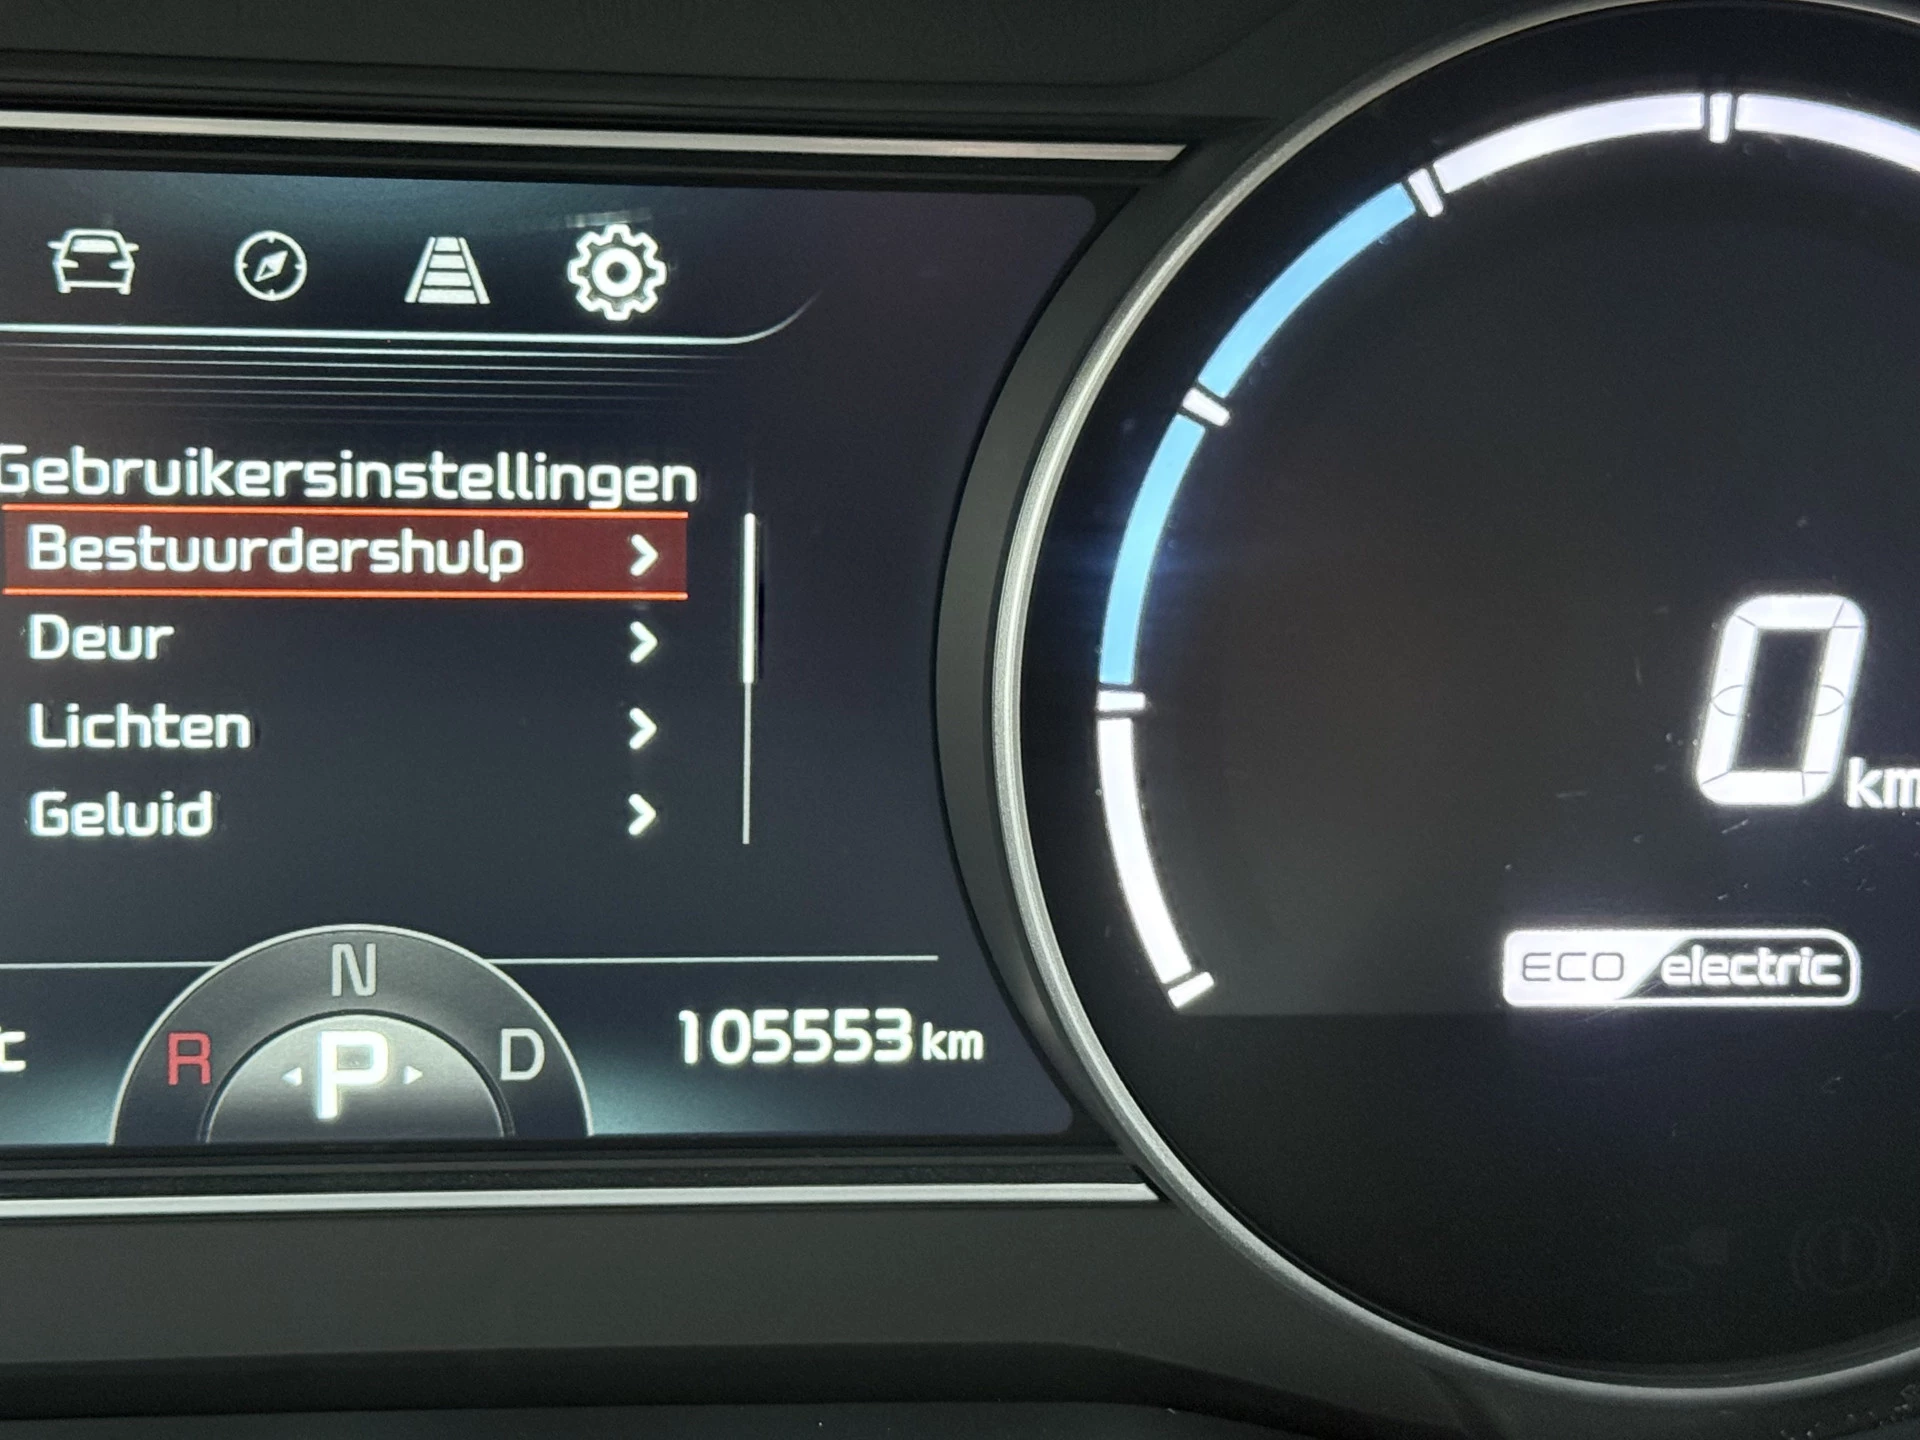 Gebruikersinstellingen
Bestuurdershulp
Deur
Lichten
Geluid
N
R P D
105553 km
0
km
ECO electric